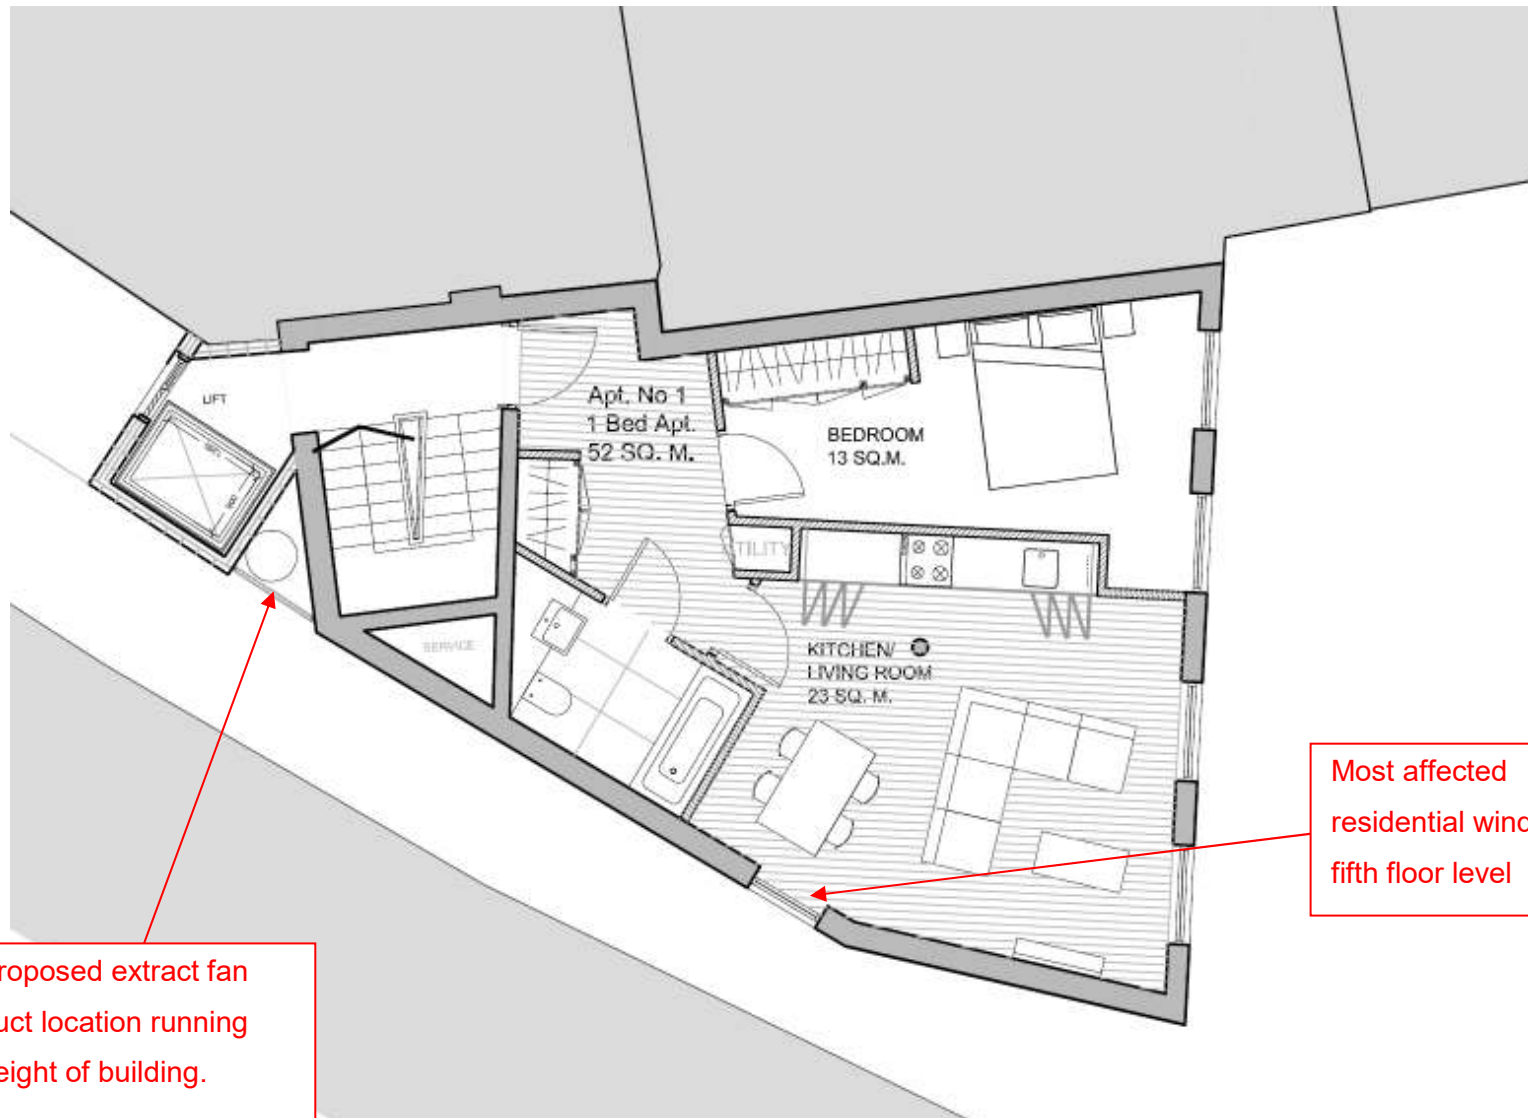 LIFT
Apt. No 1
1 Bed Apt.
52 SQ. M.
BEDROOM
13 SQ.M.
TILITY
SERVICE
KITCHEN/
LIVING ROOM
23 SQ. M.
Most affected
residential wind
fifth floor level
roposed extract fan
uct location running
eight of building.